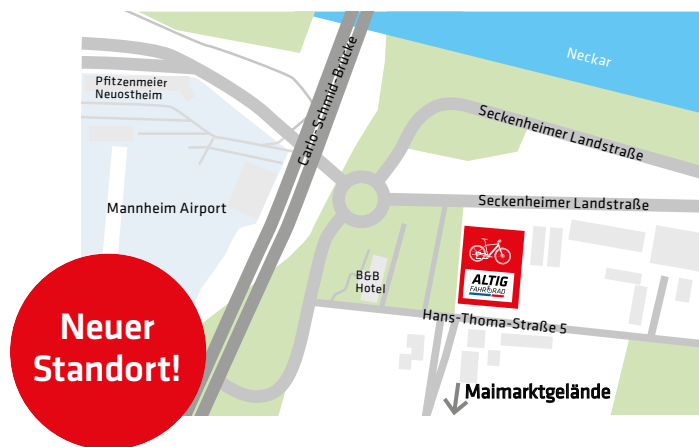 Neckar
Carlo-Schmid-Brücke
Pfitzenmeier
Neuostheim
Seckenheimer Landstraße
Mannheim Airport
Seckenheimer Landstraße
B&B
Hotel
ALTIG
FAHRRAD
Hans-Thoma-Straße 5
Neuer
Standort!
Maimarktgelände